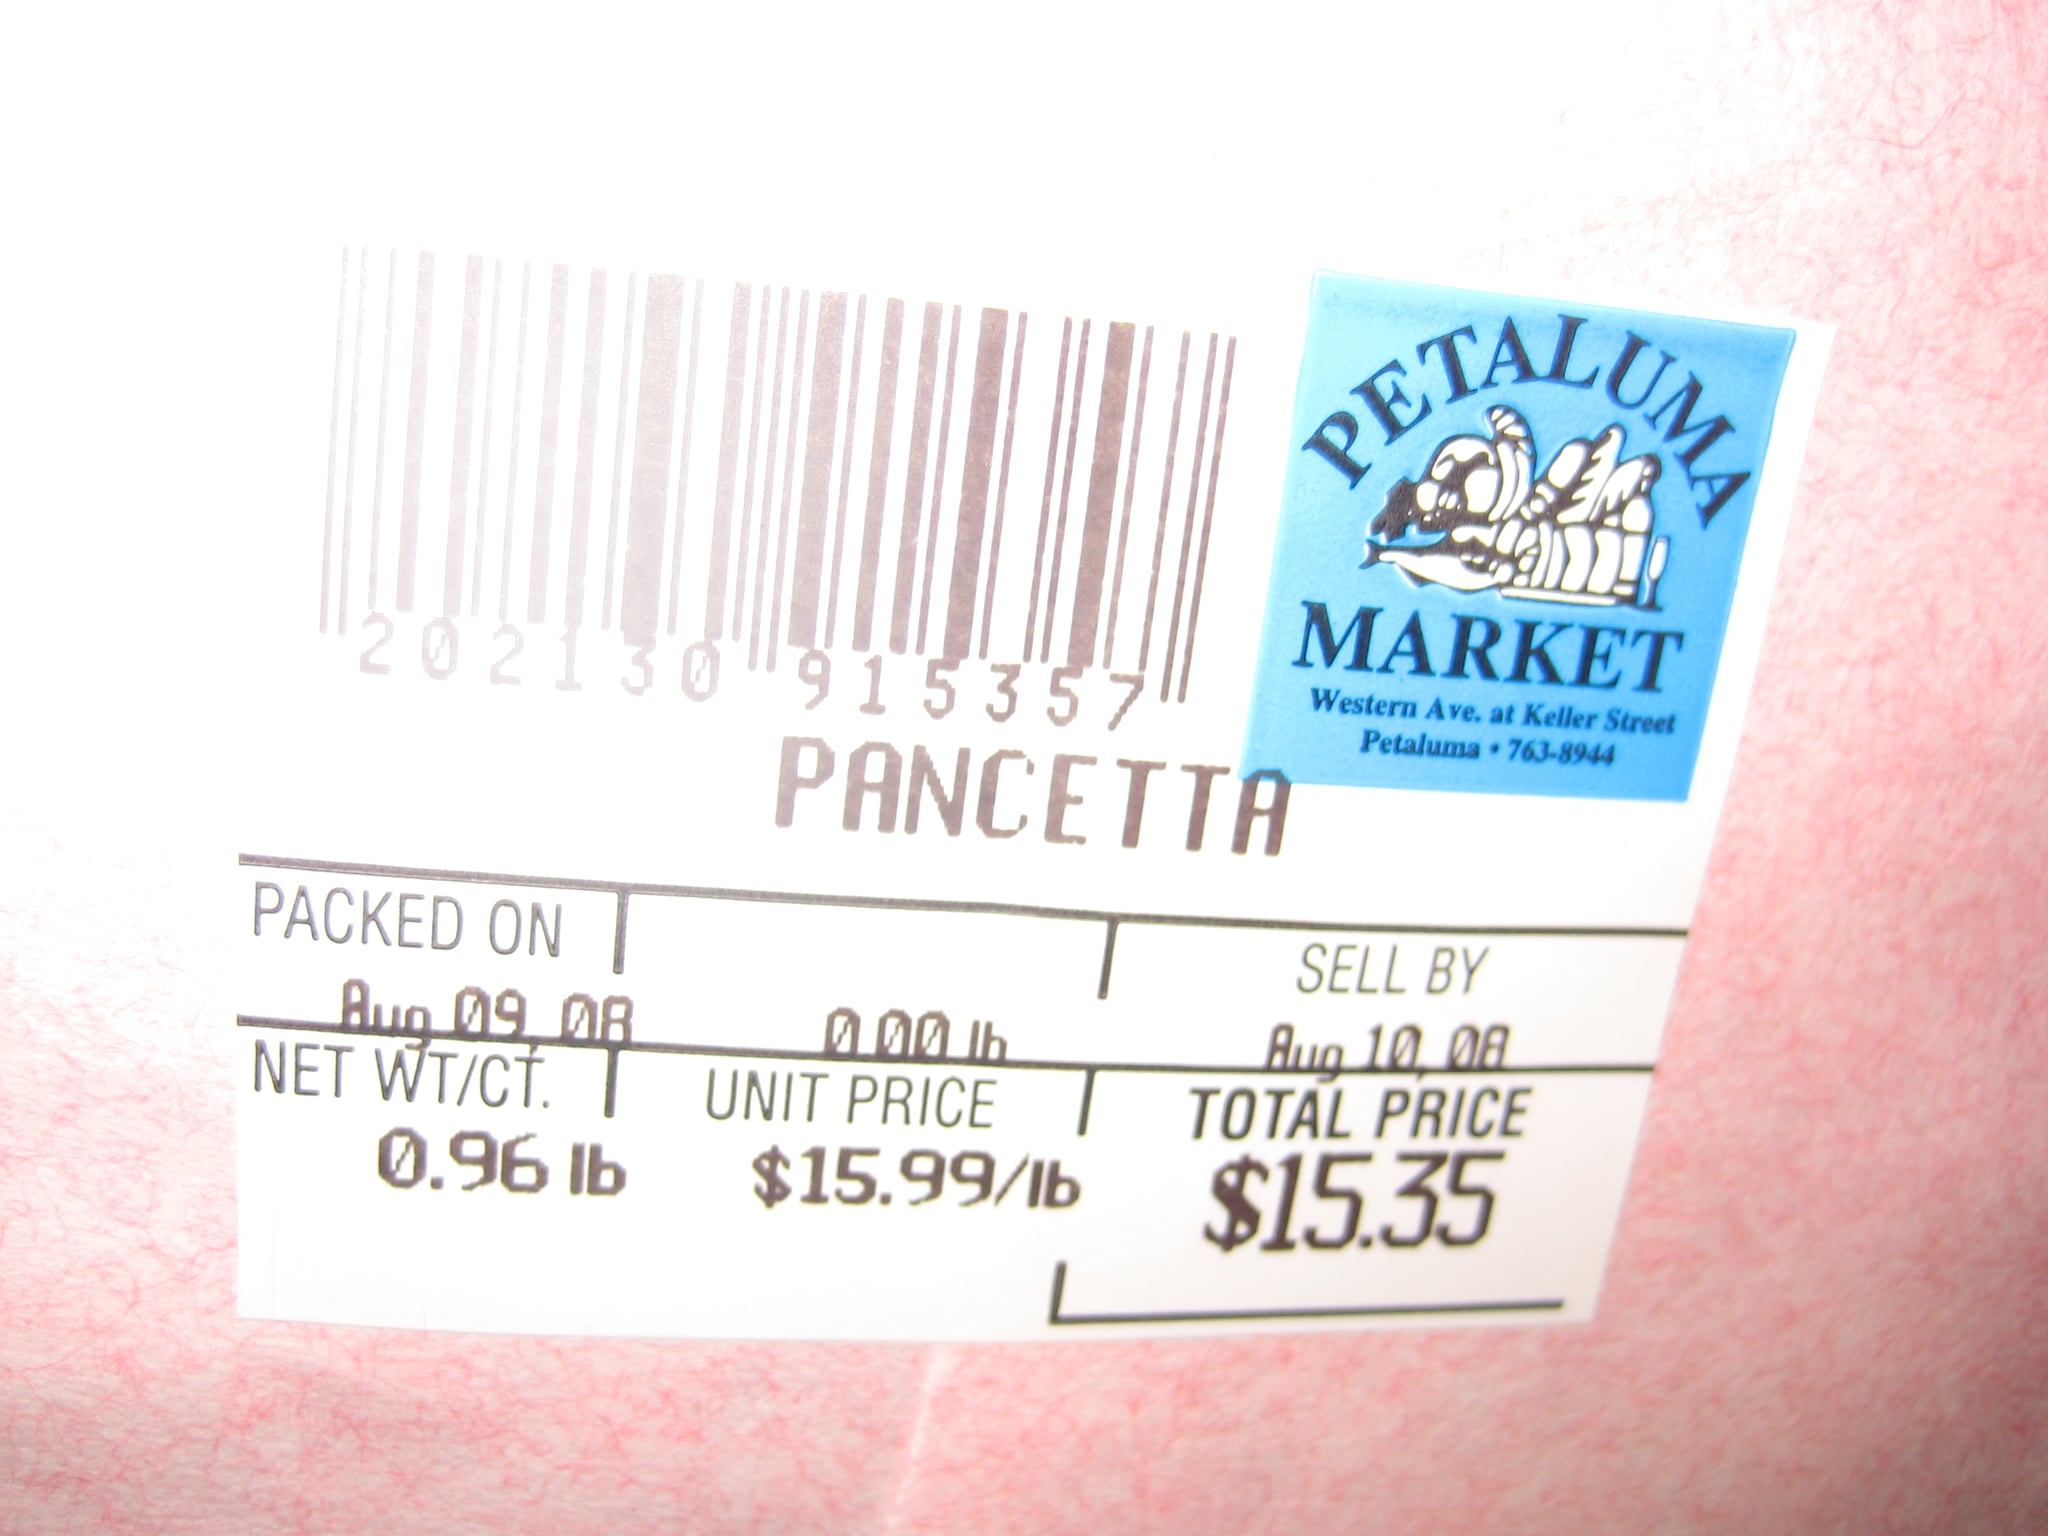 PETALUMA
MARKET
Western Ave. at Keller Street
Petaluma • 763-8944
202130 915357
PANCETTA
PACKED ON SELL BY
Aug 09, 08 0.00 lb Aug 10, 08
NET WT/CT. UNIT PRICE TOTAL PRICE
0.96 lb $15.99/lb $15.35